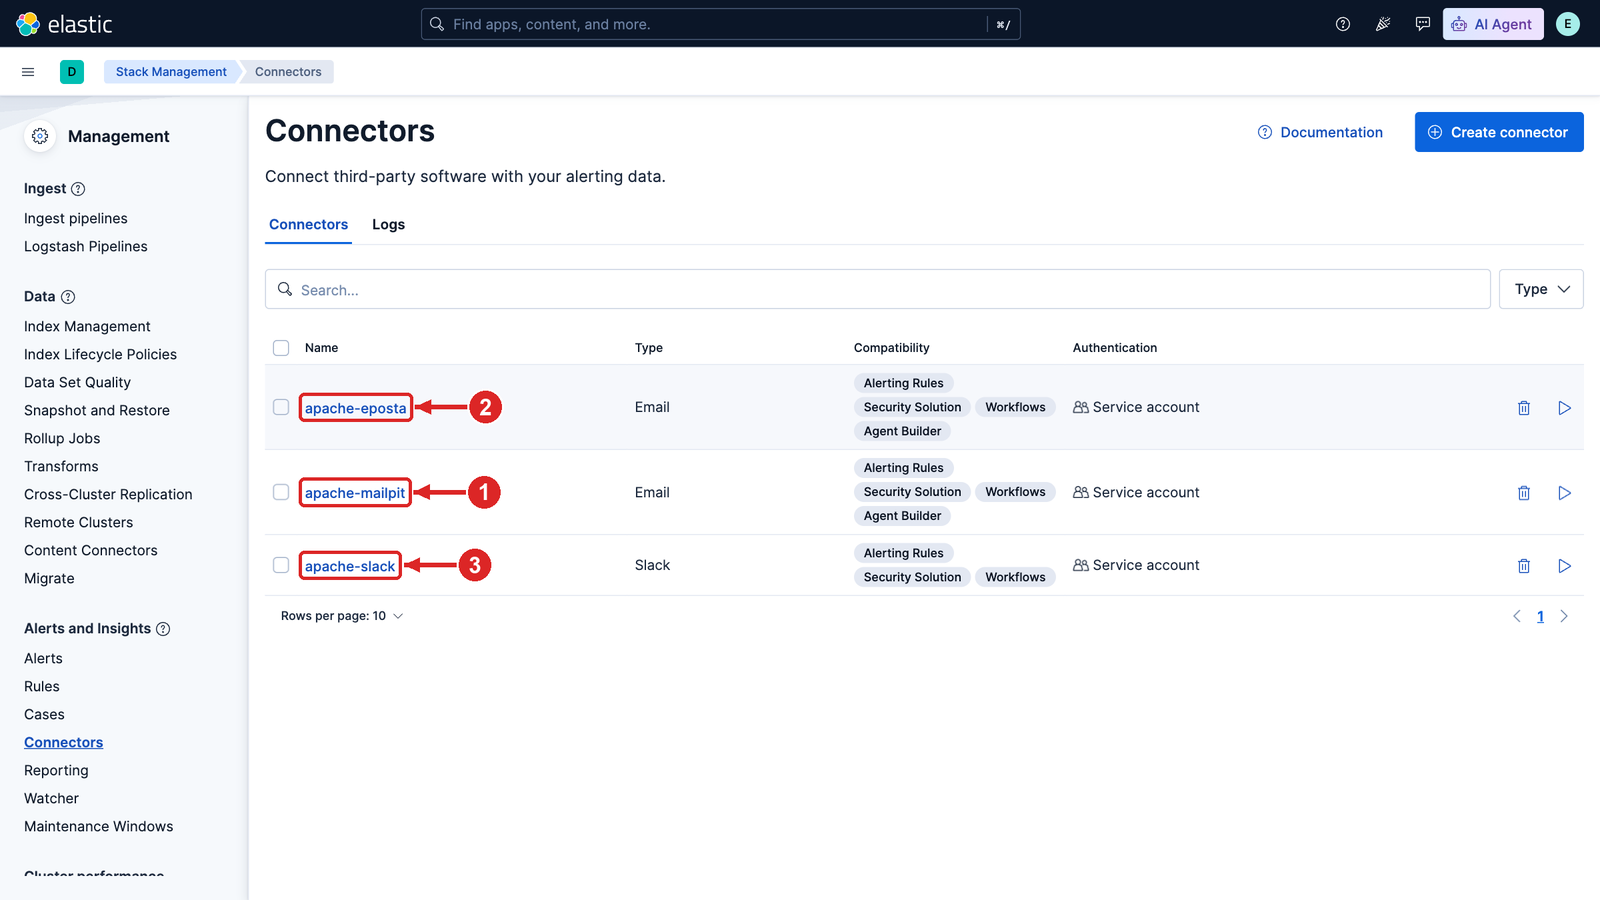 elastic
Find apps, content, and more.
⌘/
AI Agent
E
D
Stack Management
Connectors
Management
Ingest
Ingest pipelines
Logstash Pipelines
Data
Index Management
Index Lifecycle Policies
Data Set Quality
Snapshot and Restore
Rollup Jobs
Transforms
Cross-Cluster Replication
Remote Clusters
Content Connectors
Migrate
Alerts and Insights
Alerts
Rules
Cases
Connectors
Reporting
Watcher
Maintenance Windows
Cluster performance
Connectors
Documentation
Create connector
Connect third-party software with your alerting data.
Connectors Logs
Search...
Type
Name Type Compatibility Authentication
apache-eposta 2 Email Alerting Rules Security Solution Workflows Agent Builder Service account
apache-mailpit 1 Email Alerting Rules Security Solution Workflows Agent Builder Service account
apache-slack 3 Slack Alerting Rules Security Solution Workflows Service account
Rows per page: 10
1